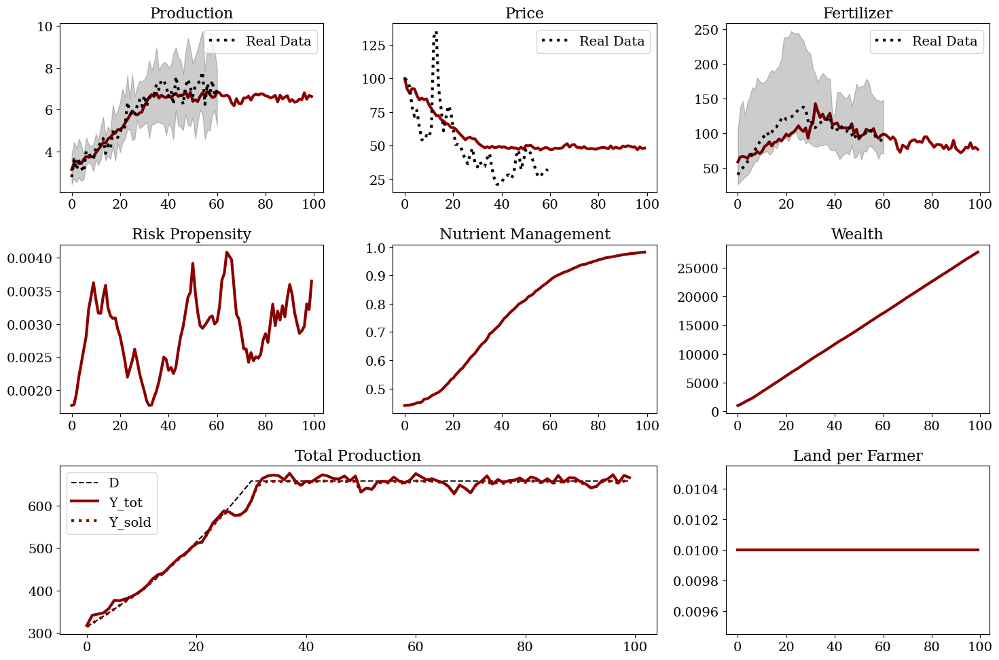 Production
Price
Fertilizer
10
8
6
4
0 20 40 60 80 100
Real Data
125
100
75
50
25
0 20 40 60 80 100
Real Data
250
200
150
100
50
0 20 40 60 80 100
Real Data
Risk Propensity
Nutrient Management
Wealth
0.0040
0.0035
0.0030
0.0025
0.0020
0 20 40 60 80 100
1.0
0.9
0.8
0.7
0.6
0.5
0 20 40 60 80 100
25000
20000
15000
10000
5000
0
0 20 40 60 80 100
Total Production
Land per Farmer
D
Y_tot
Y_sold
600
500
400
300
0 20 40 60 80 100
0.0104
0.0102
0.0100
0.0098
0.0096
0 20 40 60 80 100